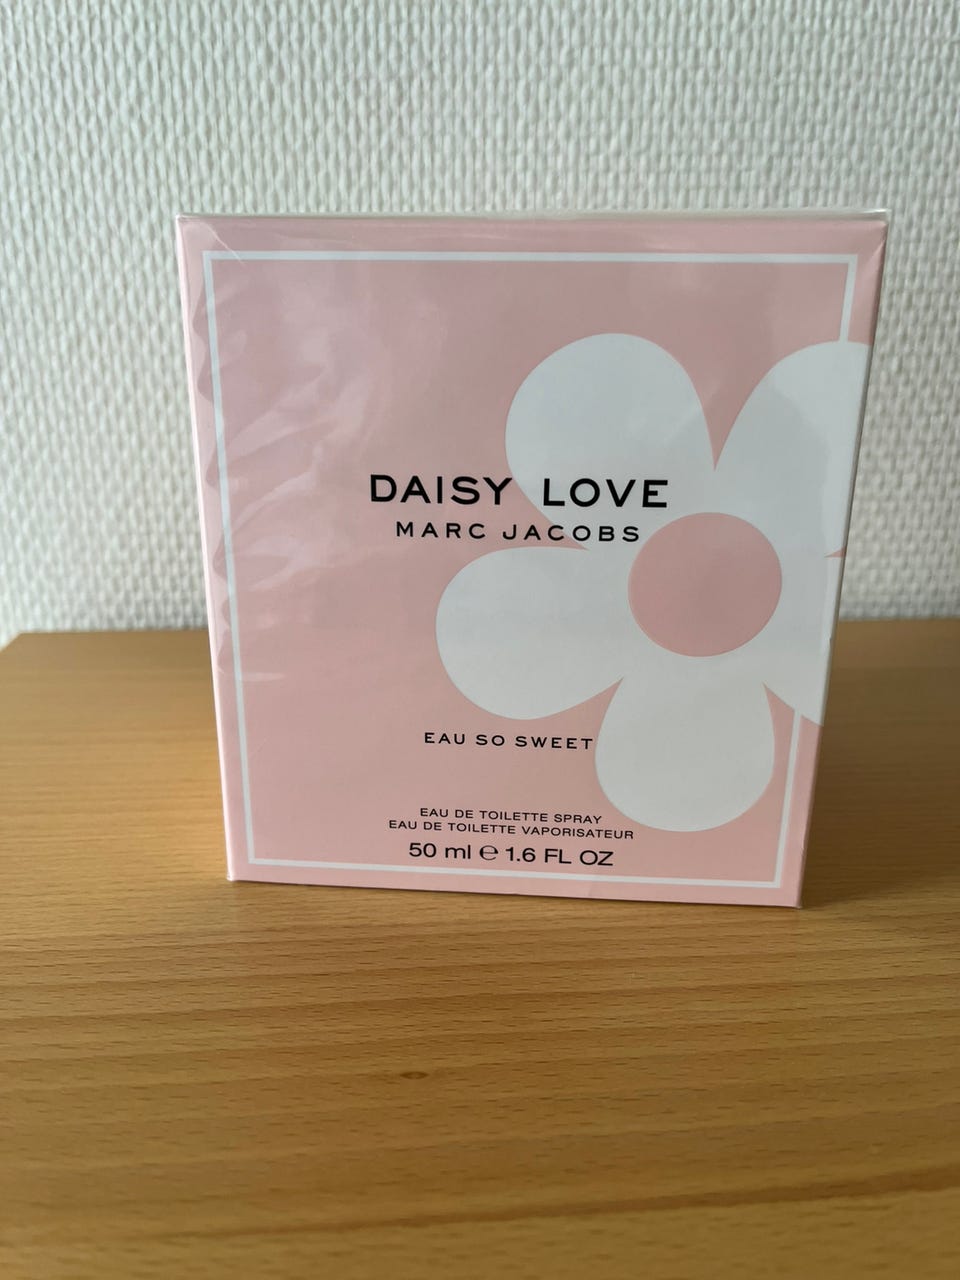 DAISY LOVE
MARC JACOBS
EAU SO SWEET
EAU DE TOILETTE SPRAY
EAU DE TOILETTE VAPORISATEUR
50 ml ℮ 1.6 FL OZ